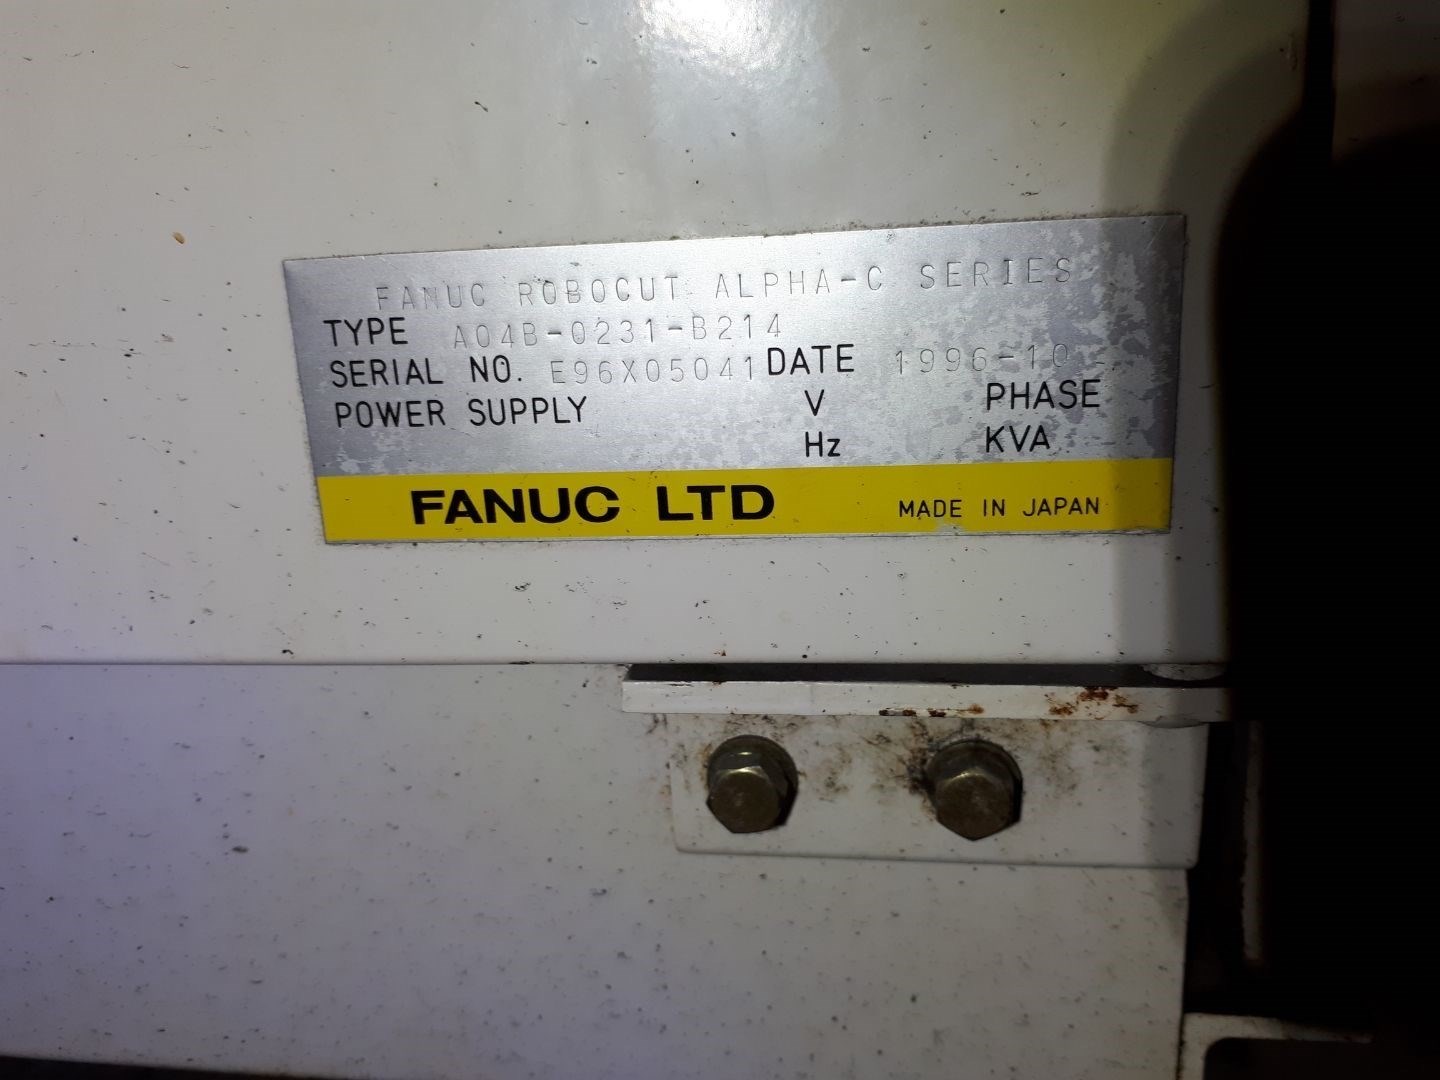 FANUC ROBOCUT ALPHA-C SERIES
TYPE A04B-0231-B214
SERIAL NO. E96X05041 DATE 1996-10
POWER SUPPLY V PHASE
Hz KVA
FANUC LTD MADE IN JAPAN